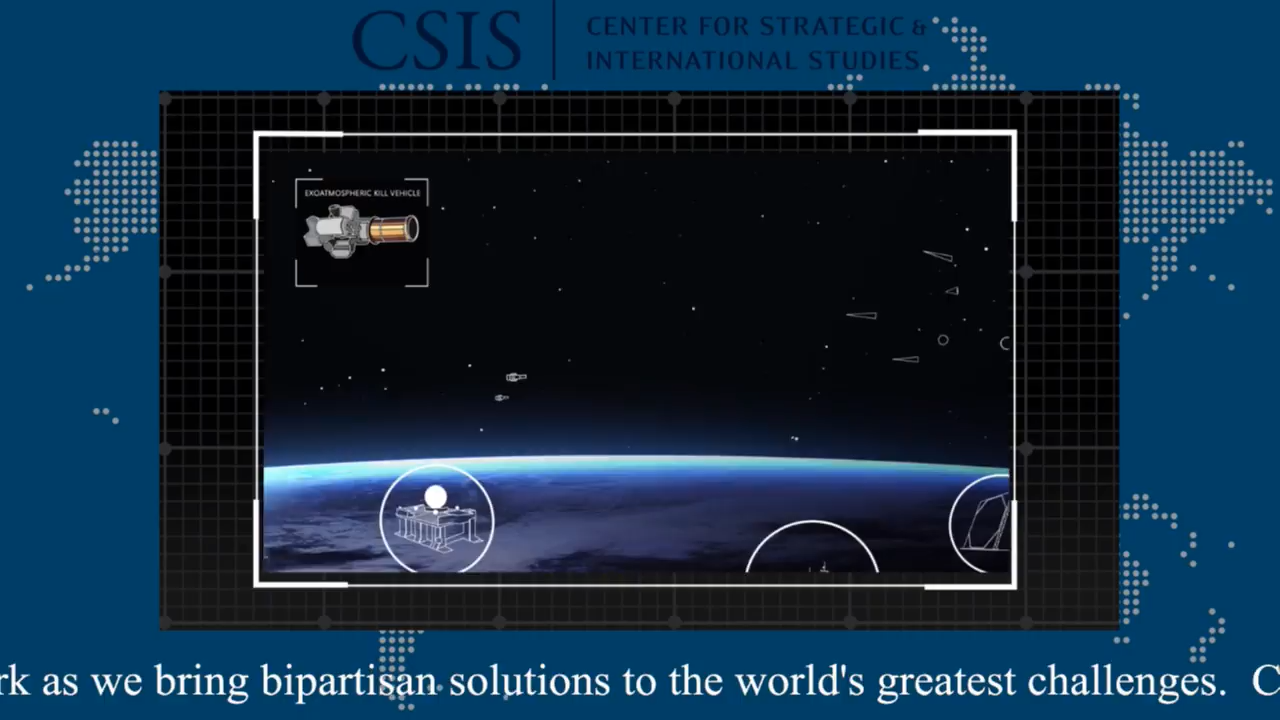 CSIS
CENTER FOR STRATEGIC &
INTERNATIONAL STUDIES
EXOATMOSPHERIC KILL VEHICLE
as we bring bipartisan solutions to the world's greatest challenges.